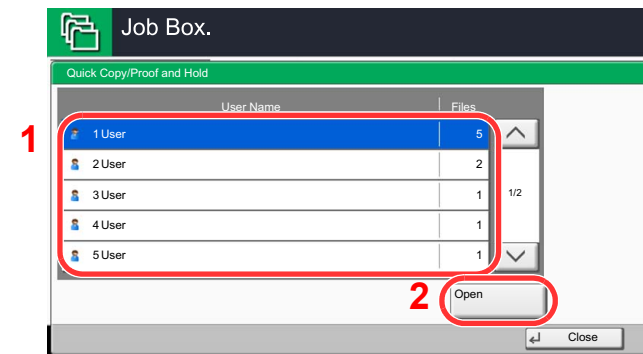 Job Box.
Quick Copy/Proof and Hold
User Name Files
1
1 User 5
2 User 2
3 User 1
1/2
4 User 1
5 User 1
2
Open
Close